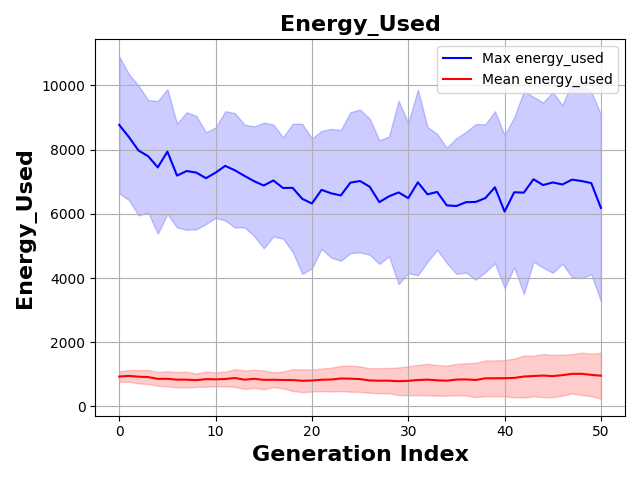 Energy_Used
Max energy_used
Mean energy_used
Energy_Used
10000
8000
6000
4000
2000
0
0 10 20 30 40 50
Generation Index